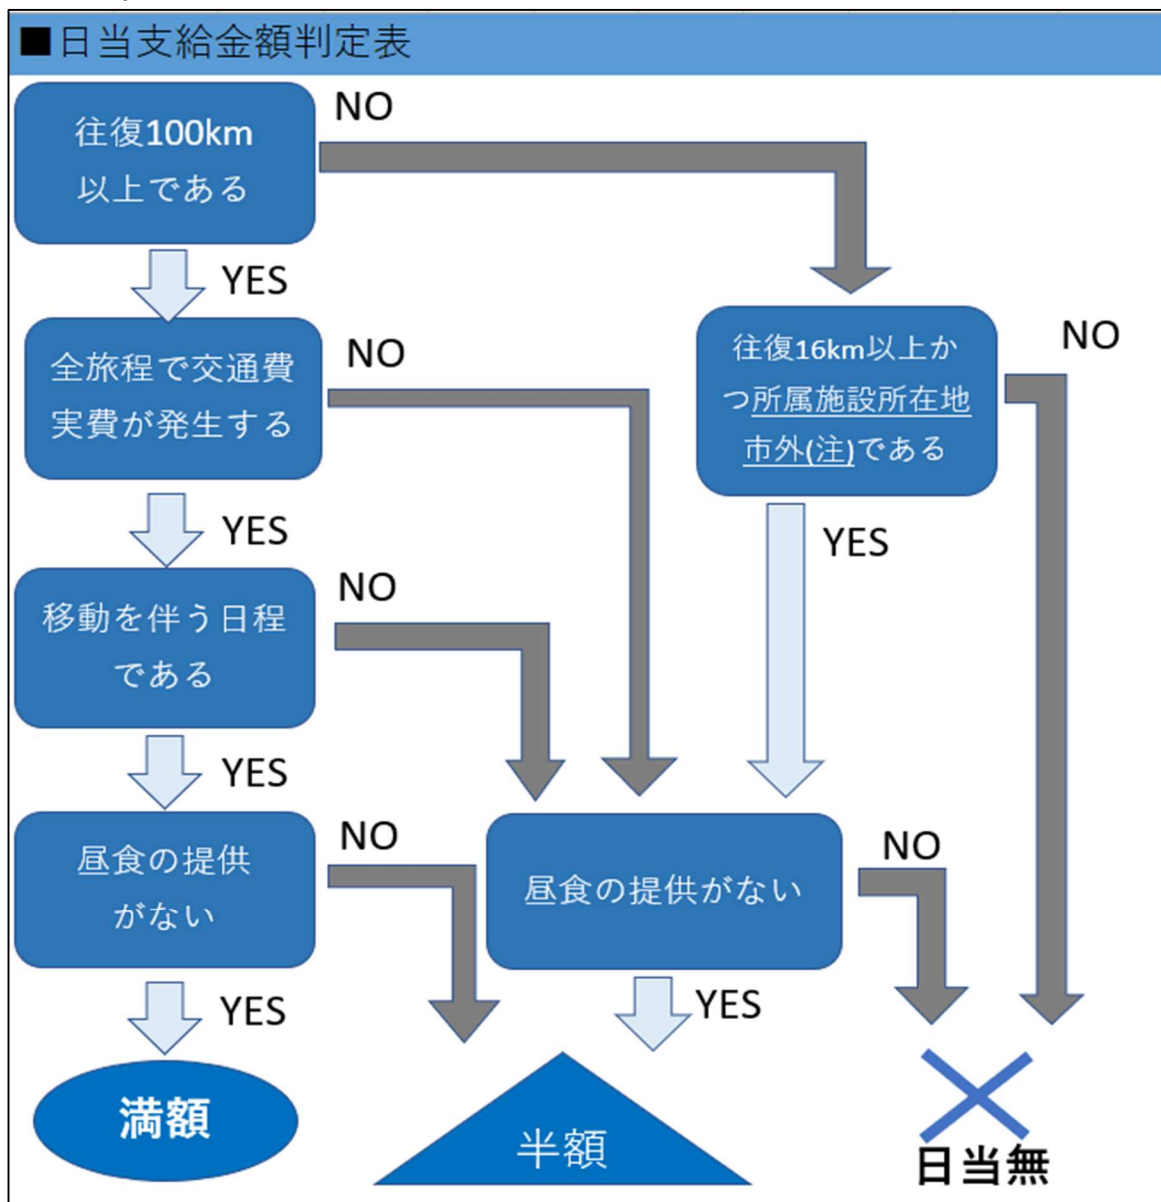 ■日当支給金額判定表
往復100km
以上である
NO
YES
全旅程で交通費
実費が発生する
NO
往復16km以上か
つ所属施設所在地
市外(注)である
NO
YES
YES
移動を伴う日程
である
NO
YES
昼食の提供
がない
NO
昼食の提供がない
NO
YES
YES
満額
半額
日当無